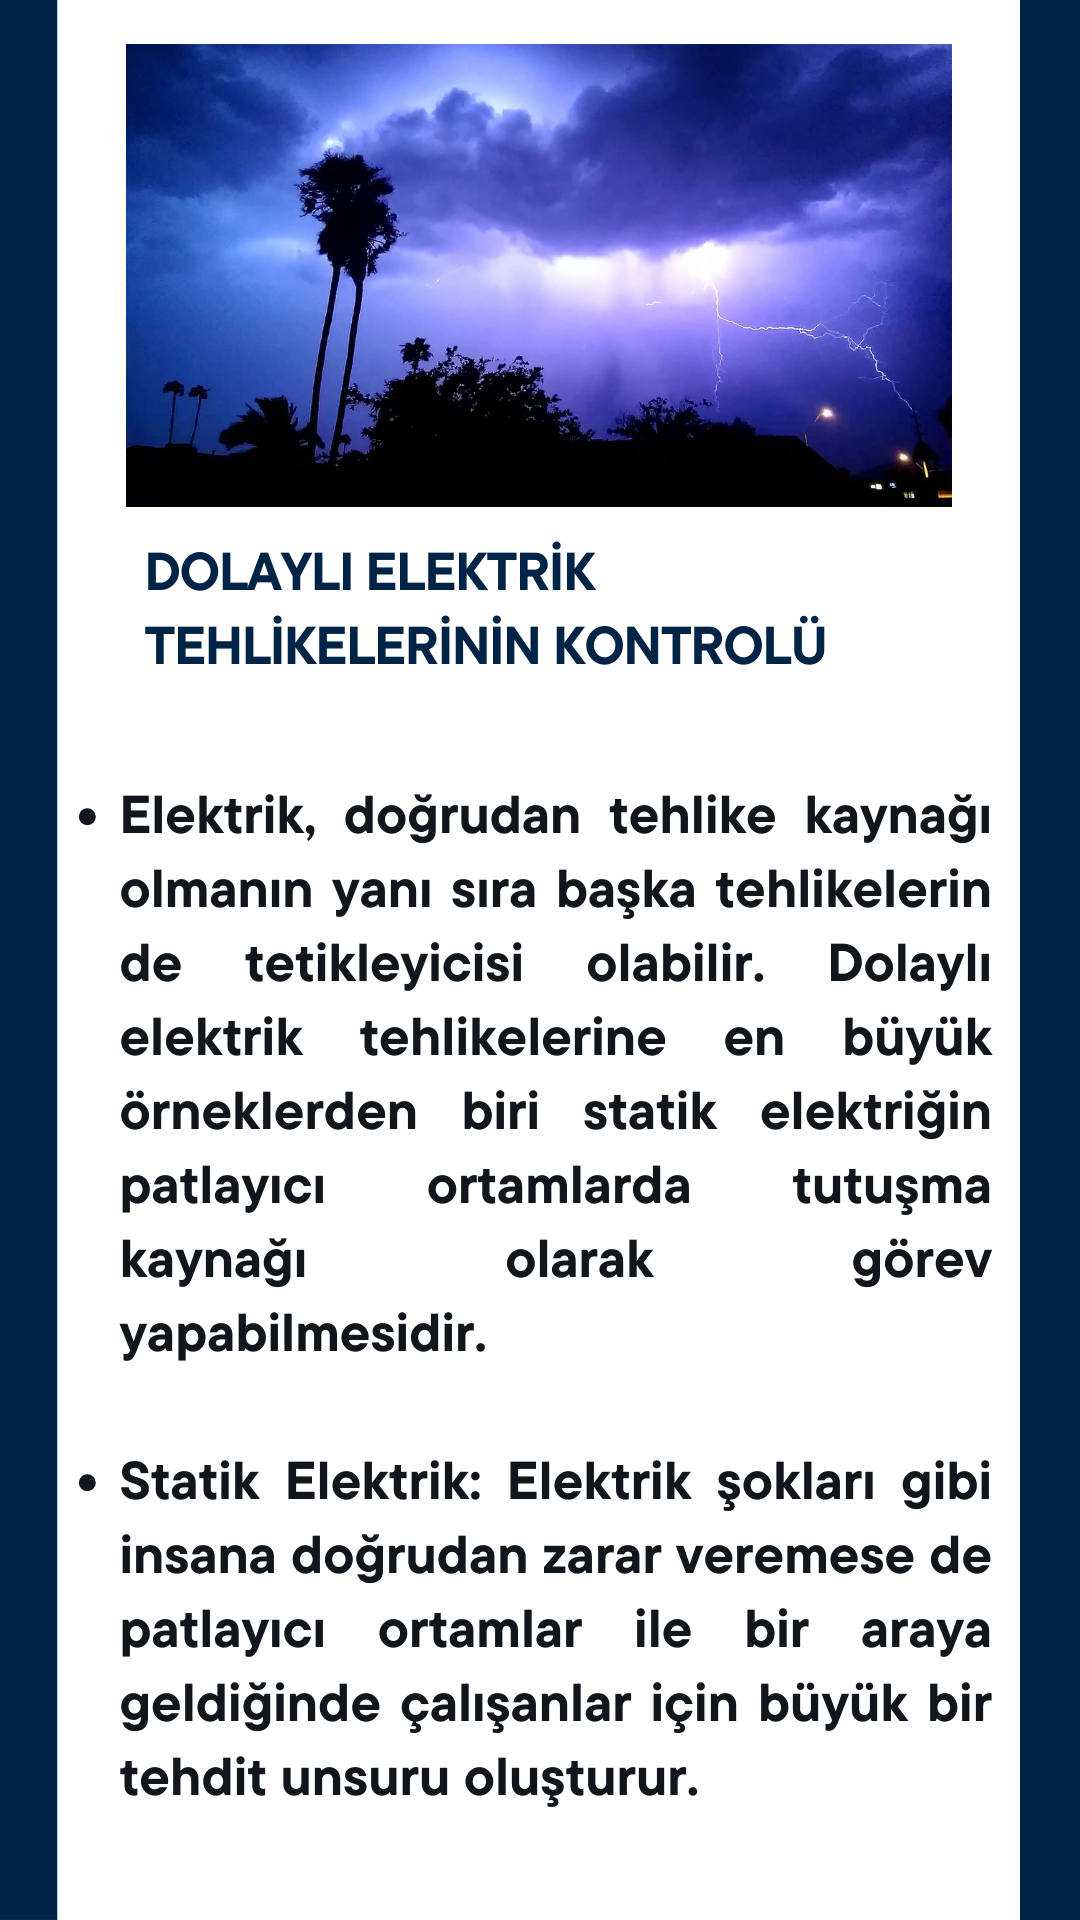 DOLAYLI ELEKTRİK
TEHLİKELERİNİN KONTROLÜ
• Elektrik, doğrudan tehlike kaynağı
olmanın yanı sıra başka tehlikelerin
de tetikleyicisi olabilir. Dolaylı
elektrik tehlikelerine en büyük
örneklerden biri statik elektriğin
patlayıcı ortamlarda tutuşma
kaynağı olarak görev
yapabilmesidir.
• Statik Elektrik: Elektrik şokları gibi
insana doğrudan zarar veremese de
patlayıcı ortamlar ile bir araya
geldiğinde çalışanlar için büyük bir
tehdit unsuru oluşturur.